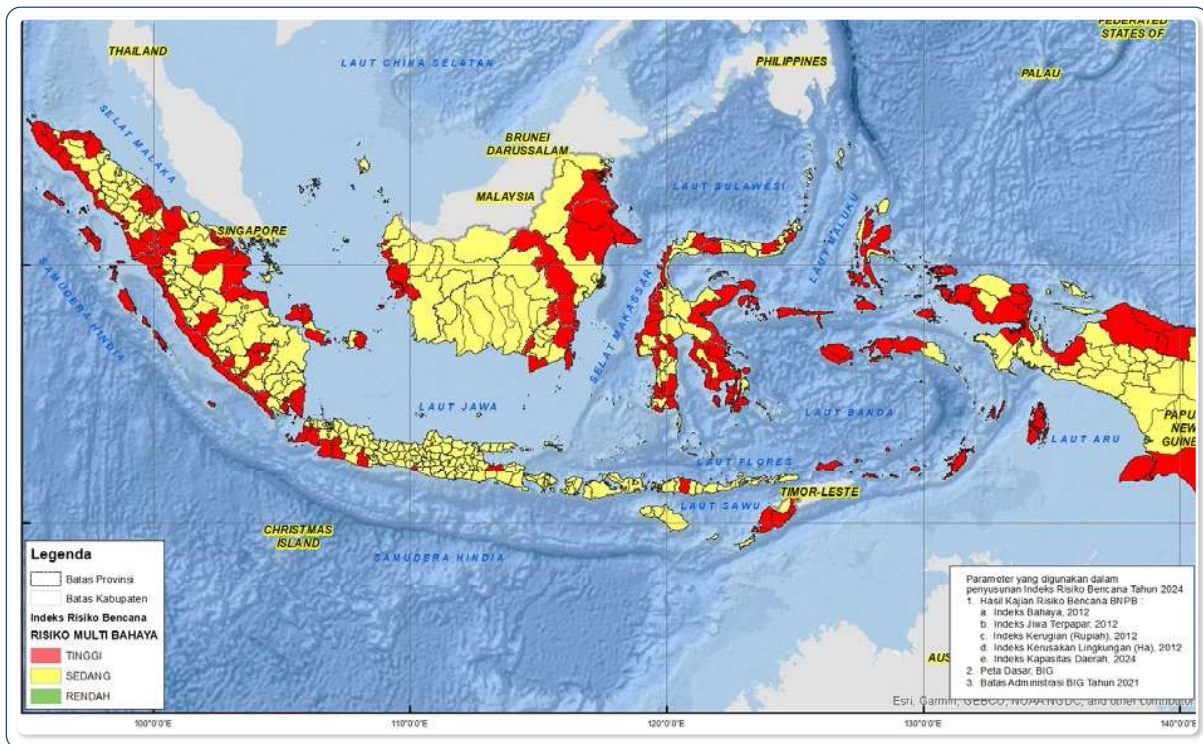 FEDERATED
STATES OF
THAILAND
PHILIPPINES
LAUT CHINA SELATAN
PALAU
SELAT MALAKA
BRUNEI
DARUSSALAM
LAUT SULAWESI
MALAYSIA
LAUT MALUKU
SINGAPORE
SAMUDERA HINDIA
SELAT MAKASSAR
LAUT JAWA
LAUT BANDA
PAPU
NEW
GUINE
LAUT ARU
LAUT FLORES
TIMOR-LESTE
LAUT SAWU
CHRISTMAS
ISLAND
SAMUDERA HINDIA
Legenda
Batas Provinsi
Batas Kabupaten
Indeks Risiko Bencana
RISIKO MULTI BAHAYA
TINGGI
SEDANG
RENDAH
Parameter yang digunakan dalam
penyusunan Indeks Risiko Bencana Tahun 2024
1. Hasil Kajian Risiko Bencana BNPB :
a. Indeks Bahaya, 2012
b. Indeks Jiwa Terpapar, 2012
c. Indeks Kerugian (Rupiah), 2012
d. Indeks Kerusakan Lingkungan (Ha), 2012
e. Indeks Kapasitas Daerah, 2024
2. Peta Dasar, BIG
3. Batas Administrasi BIG Tahun 2021
AUS
Esri, Garmin, GEBCO, NOAA NGDC, and other contributor
100°0'0"E 110°0'0"E 120°0'0"E 130°0'0"E 140°0'0"E